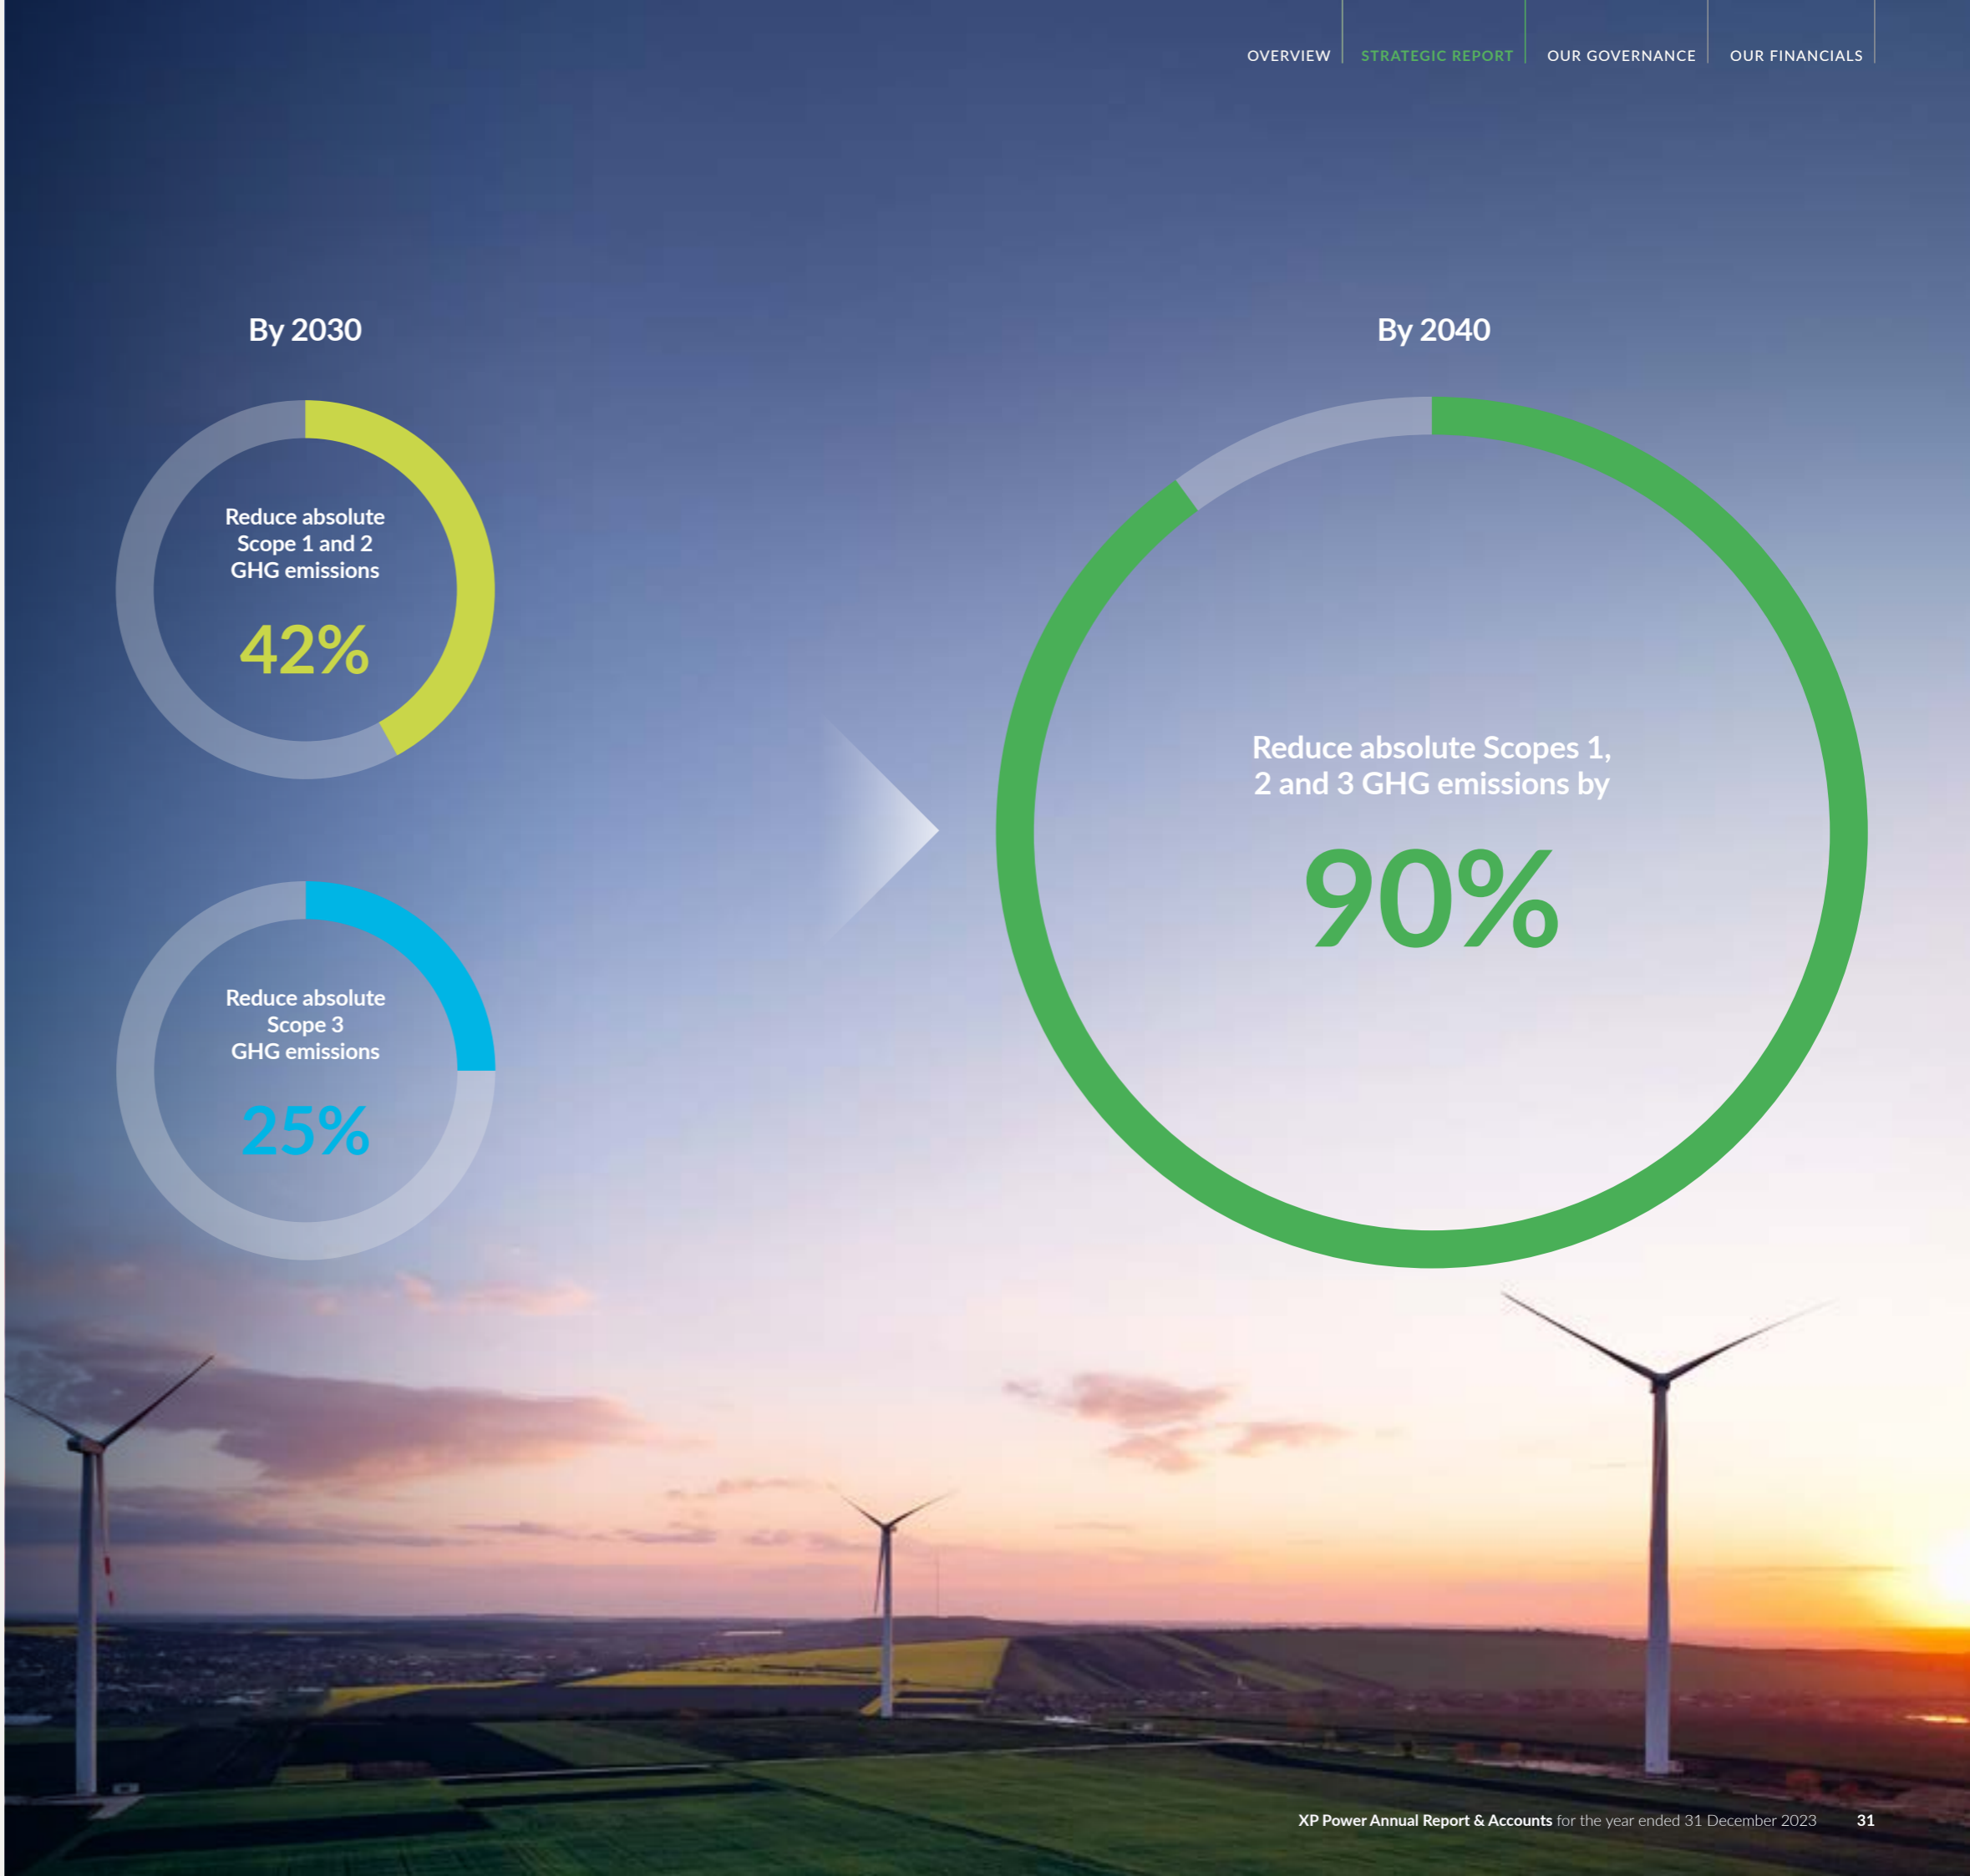 OVERVIEW
STRATEGIC REPORT
OUR GOVERNANCE
OUR FINANCIALS
By 2030
Reduce absolute
Scope 1 and 2
GHG emissions
42%
Reduce absolute
Scope 3
GHG emissions
25%
By 2040
Reduce absolute Scopes 1,
2 and 3 GHG emissions by
90%
XP Power Annual Report & Accounts for the year ended 31 December 2023 31